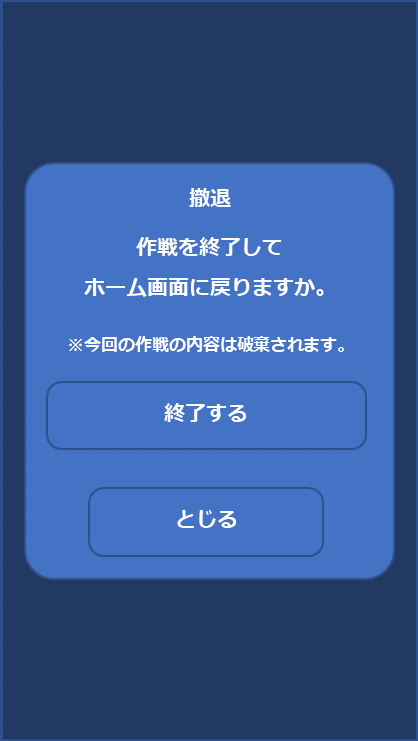 撤退
作戦を終了して
ホーム画面に戻りますか。
※今回の作戦の内容は破棄されます。
終了する
とじる